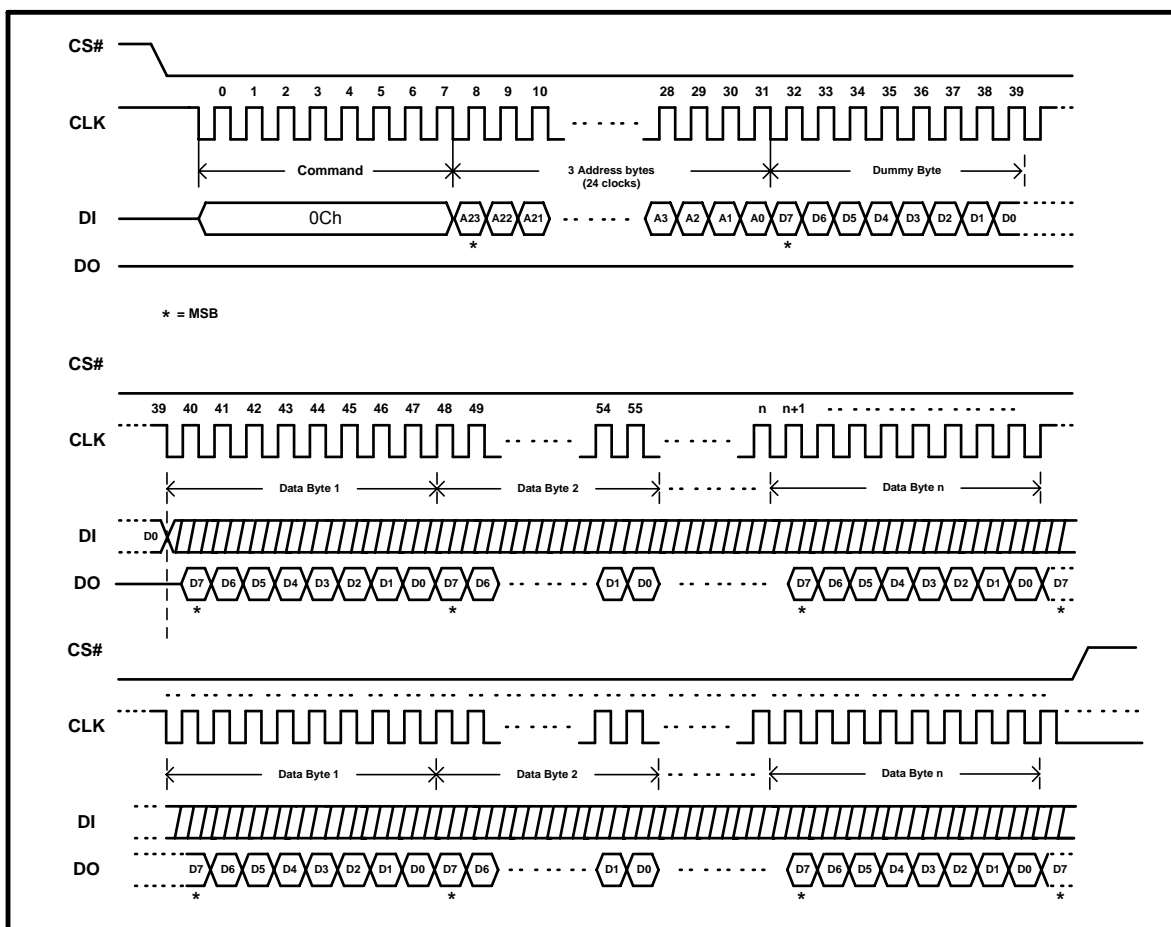 CS#
0 1 2 3 4 5 6 7 8 9 10 28 29 30 31 32 33 34 35 36 37 38 39
CLK
Command 3 Address bytes (24 clocks) Dummy Byte
DI 0Ch A23 A22 A21 A3 A2 A1 A0 D7 D6 D5 D4 D3 D2 D1 D0
* *
DO
* = MSB
CS#
39 40 41 42 43 44 45 46 47 48 49 54 55 n n+1
CLK
Data Byte 1 Data Byte 2 Data Byte n
DI D0
DO D7 D6 D5 D4 D3 D2 D1 D0 D7 D6 D1 D0 D7 D6 D5 D4 D3 D2 D1 D0 D7
* * * *
CS#
CLK
Data Byte 1 Data Byte 2 Data Byte n
DI
DO D7 D6 D5 D4 D3 D2 D1 D0 D7 D6 D1 D0 D7 D6 D5 D4 D3 D2 D1 D0 D7
* * * *